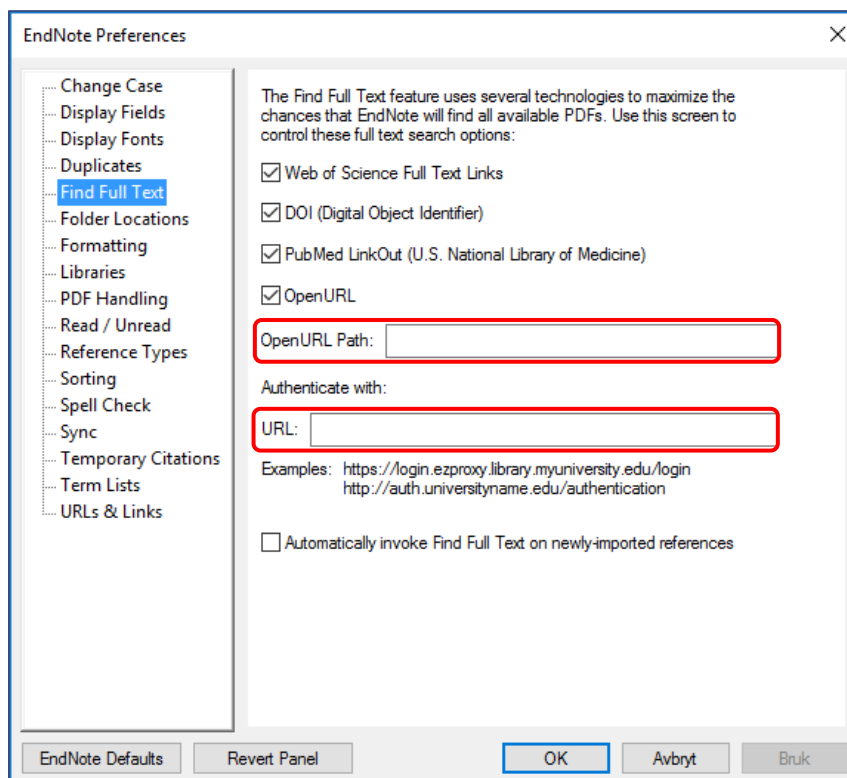 EndNote Preferences
Change Case
Display Fields
Display Fonts
Duplicates
Find Full Text
Folder Locations
Formatting
Libraries
PDF Handling
Read / Unread
Reference Types
Sorting
Spell Check
Sync
Temporary Citations
Term Lists
URLs & Links
The Find Full Text feature uses several technologies to maximize the
chances that EndNote will find all available PDFs. Use this screen to
control these full text search options:
Web of Science Full Text Links
DOI (Digital Object Identifier)
PubMed LinkOut (U.S. National Library of Medicine)
OpenURL
OpenURL Path:
Authenticate with:
URL:
Examples: https://login.ezproxy.library.myuniversity.edu/login
http://auth.universityname.edu/authentication
Automatically invoke Find Full Text on newly-imported references
EndNote Defaults Revert Panel OK Avbryt Bruk